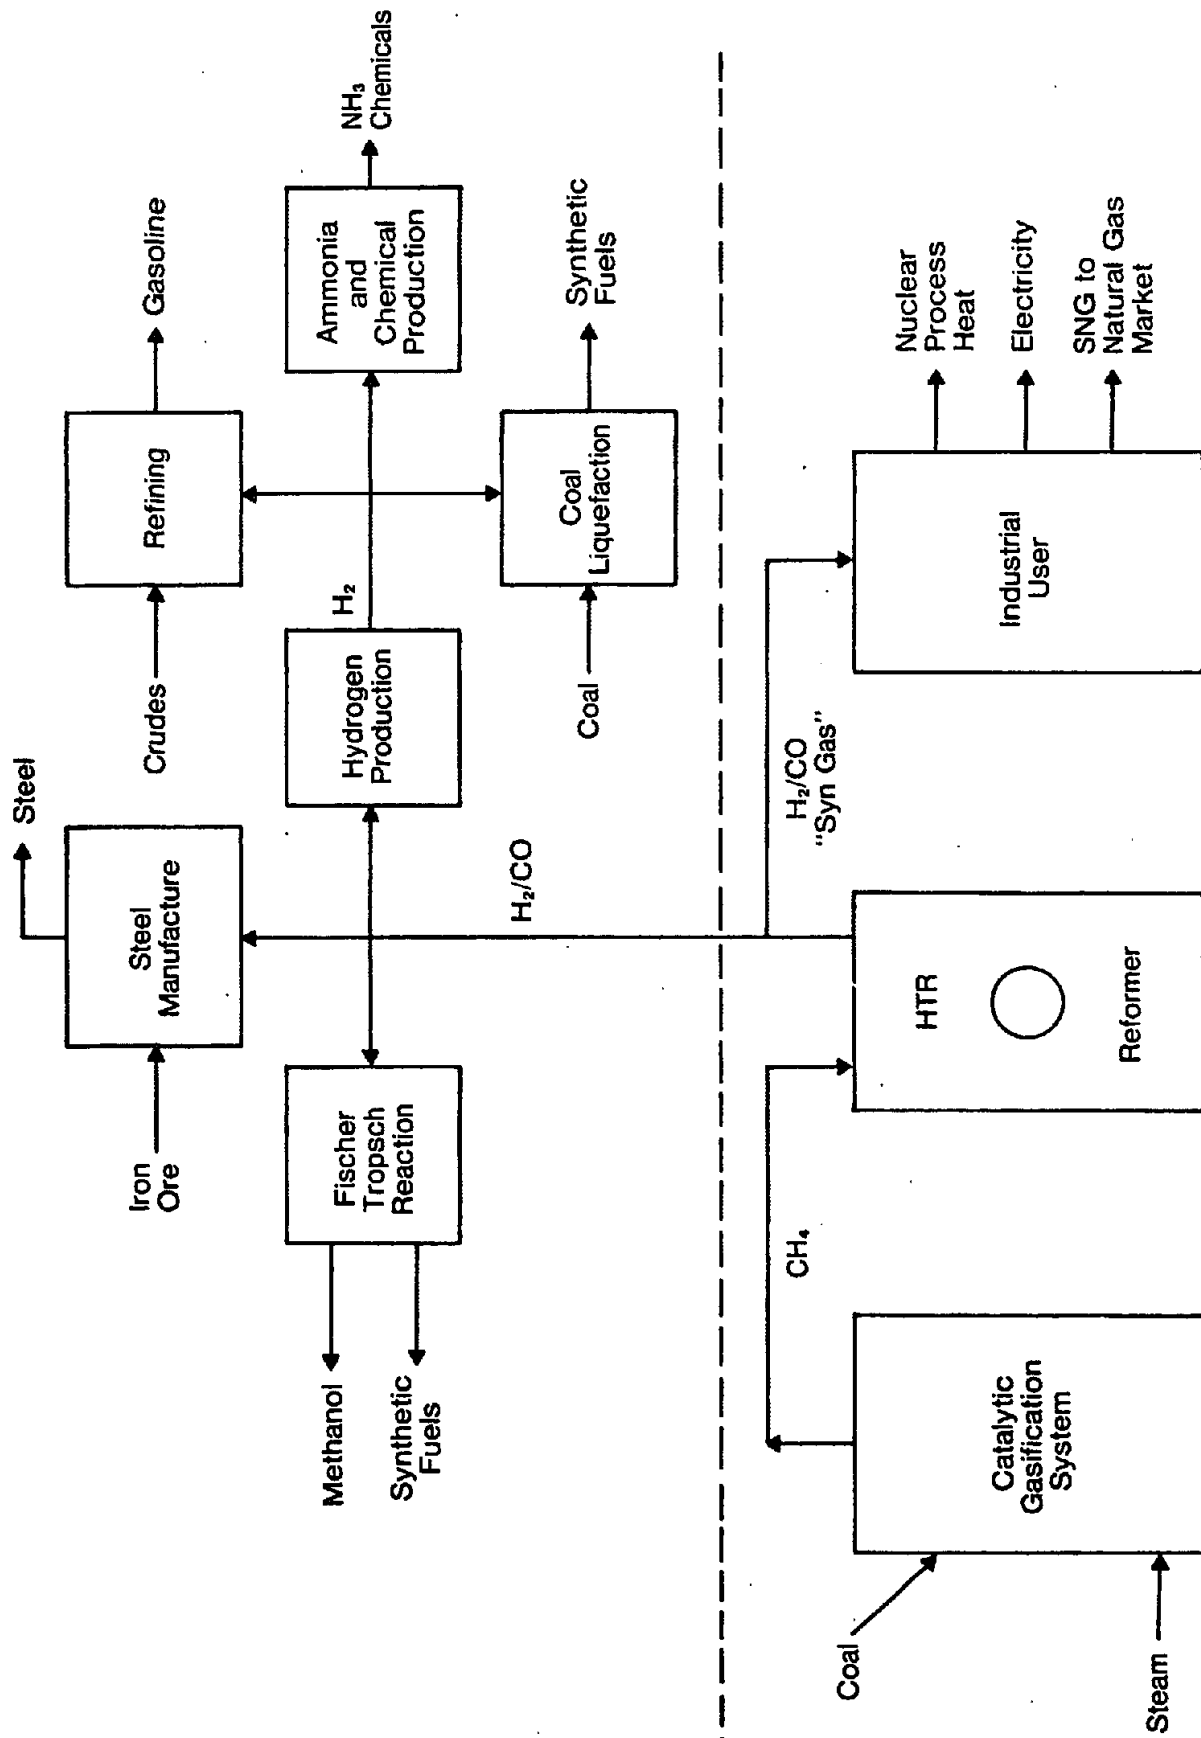 Steel
Steel
Manufacture
Iron
Ore
Crudes
Refining
Gasoline
Methanol
Synthetic
Fuels
Fischer
Tropsch
Reaction
Hydrogen
Production
H₂
Ammonia
and
Chemical
Production
NH₃
Chemicals
H₂/CO
Coal
Coal
Liquefaction
Synthetic
Fuels
CH₄
H₂/CO
"Syn Gas"
Coal
Steam
Catalytic
Gasification
System
HTR
Reformer
Industrial
User
Nuclear
Process
Heat
Electricity
SNG to
Natural Gas
Market